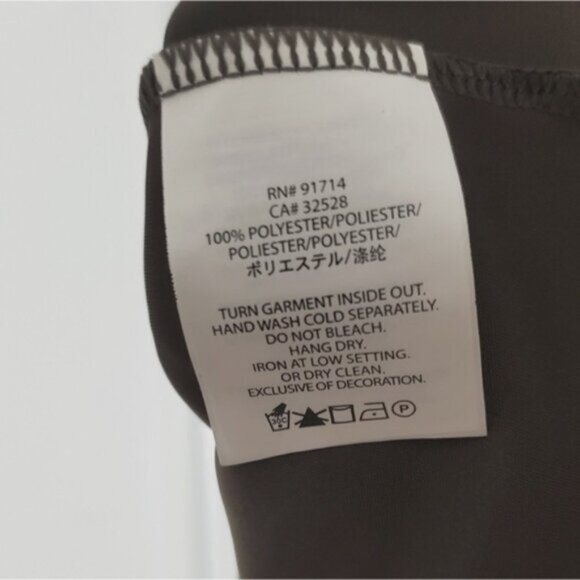 RN# 91714
CA# 32528
100% POLYESTER/POLIESTER/
POLIESTER/POLYESTER/
ポリエステル/涤纶
TURN GARMENT INSIDE OUT.
HAND WASH COLD SEPARATELY.
DO NOT BLEACH.
HANG DRY.
IRON AT LOW SETTING.
OR DRY CLEAN.
EXCLUSIVE OF DECORATION.
30C P